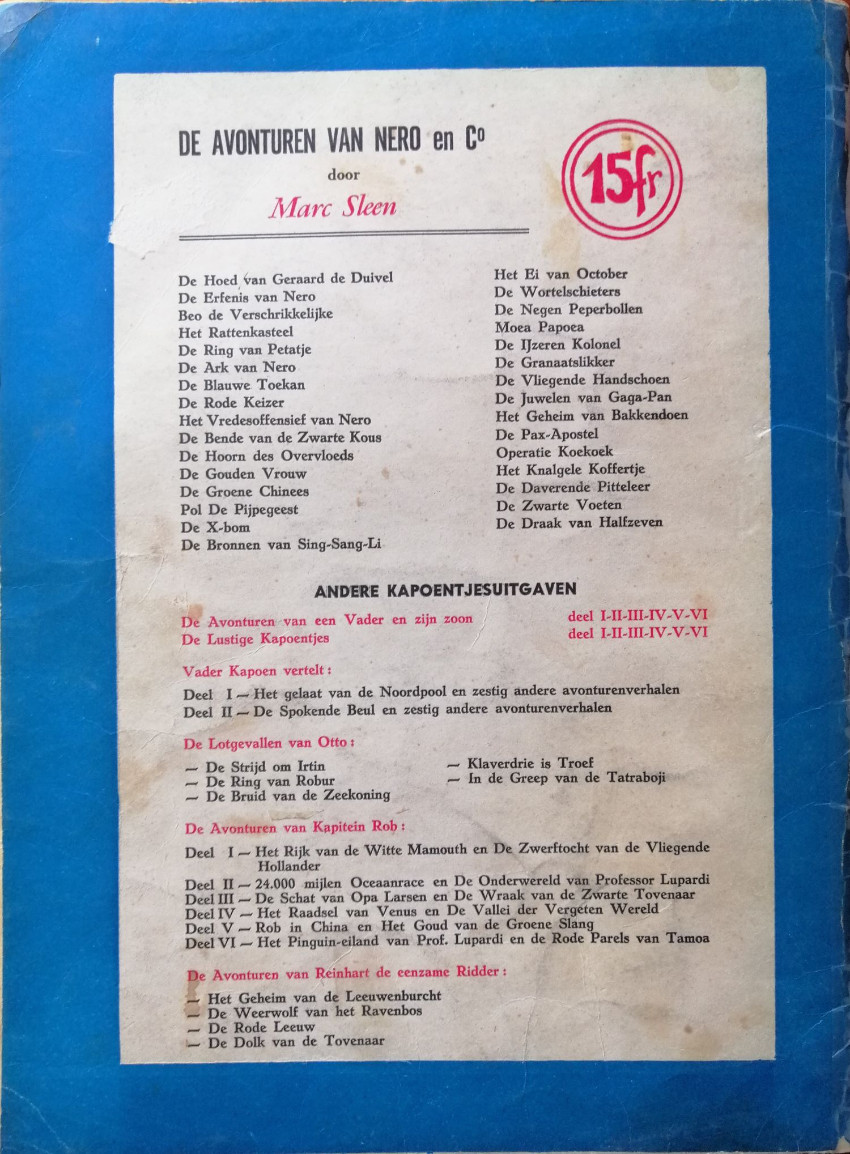 DE AVONTUREN VAN NERO en Co
door
Marc Sleen
15fr
De Hoed van Geraard de Duivel
De Erfenis van Nero
Beo de Verschrikkelijke
Het Rattenkasteel
De Ring van Petatje
De Ark van Nero
De Blauwe Toekan
De Rode Keizer
Het Vredesoffensief van Nero
De Bende van de Zwarte Kous
De Hoorn des Overvloeds
De Gouden Vrouw
De Groene Chinees
Pol De Pijpegeest
De X-bom
De Bronnen van Sing-Sang-Li
Het Ei van October
De Wortelschieters
De Negen Peperbollen
Moea Papoea
De IJzeren Kolonel
De Granaatslikker
De Vliegende Handschoen
De Juwelen van Gaga-Pan
Het Geheim van Bakkendoen
De Pax-Apostel
Operatie Koekoek
Het Knalgele Koffertje
De Daverende Pitteleer
De Zwarte Voeten
De Draak van Halfzeven
ANDERE KAPOENTJESUITGAVEN
De Avonturen van een Vader en zijn zoon deel I-II-III-IV-V-VI
De Lustige Kapoentjes deel I-II-III-IV-V-VI
Vader Kapoen vertelt :
Deel I — Het gelaat van de Noordpool en zestig andere avonturenverhalen
Deel II — De Spokende Beul en zestig andere avonturenverhalen
De Lotgevallen van Otto :
— De Strijd om Irtin
— De Ring van Robur
— De Bruid van de Zeekoning
— Klaverdrie is Troef
— In de Greep van de Tatraboji
De Avonturen van Kapitein Rob :
Deel I — Het Rijk van de Witte Mamouth en De Zwerftocht van de Vliegende
Hollander
Deel II — 24.000 mijlen Oceaanrace en De Onderwereld van Professor Lupardi
Deel III — De Schat van Opa Larsen en De Wraak van de Zwarte Tovenaar
Deel IV — Het Raadsel van Venus en De Vallei der Vergeten Wereld
Deel V — Rob in China en Het Goud van de Groene Slang
Deel VI — Het Pinguin-eiland van Prof. Lupardi en de Rode Parels van Tamoa
De Avonturen van Reinhart de eenzame Ridder :
— Het Geheim van de Leeuwenburcht
— De Weerwolf van het Ravenbos
— De Rode Leeuw
— De Dolk van de Tovenaar